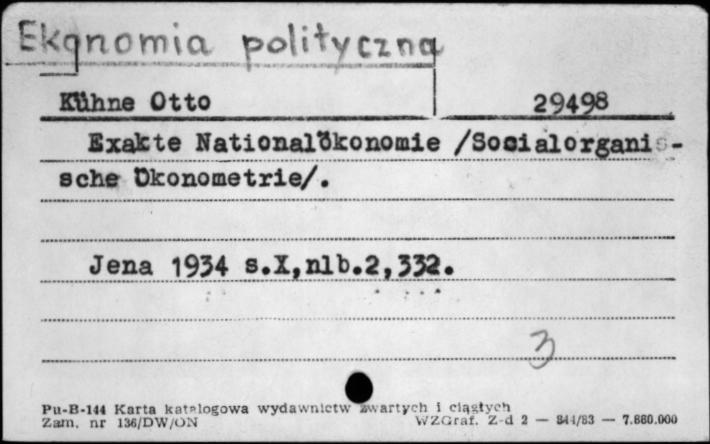 Ekonomia polityczna
Kühne Otto 29498
Exakte Nationalökonomie /Socialorganis-
sche Ökonometrie/.
Jena 1934 s.X,nlb.2,332.
3
Pu-B-144 Karta katalogowa wydawnictw zwartych i ciągłych
Zam. nr 136/DW/ON WZGraf. Z-d 2 — 844/83 — 7.860.000